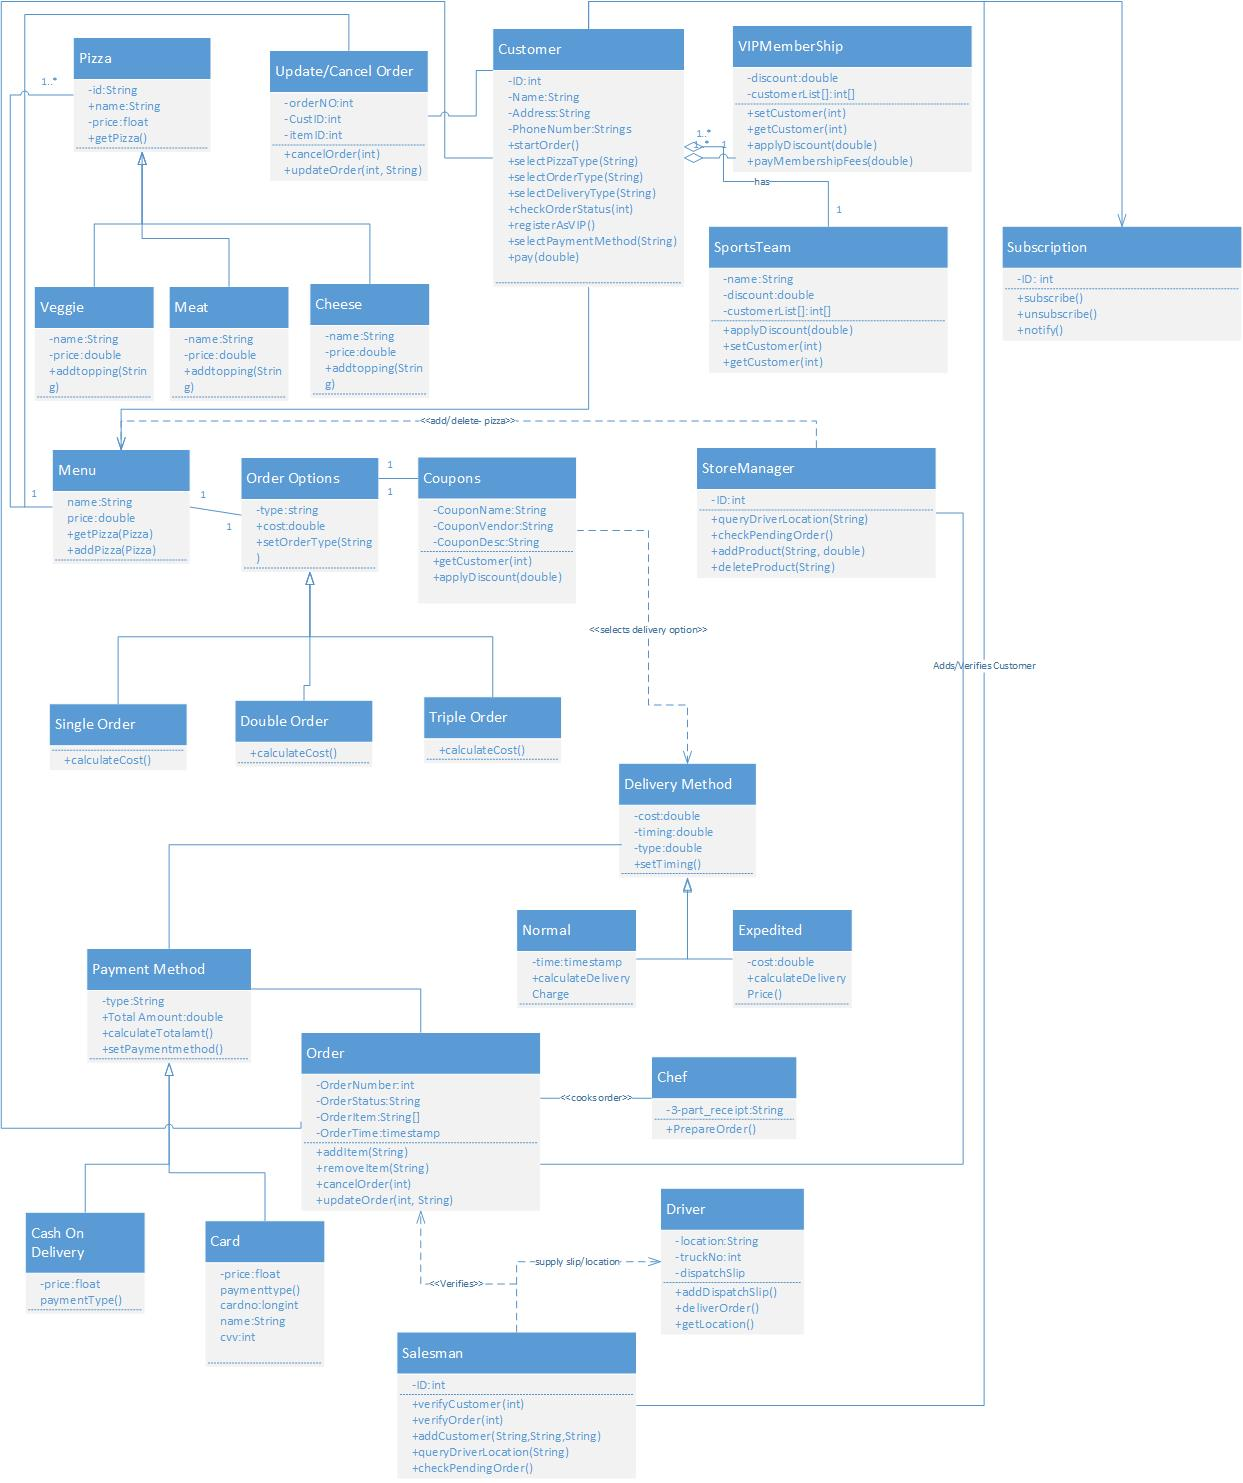 Pizza
-id:String
+name:String
-price:float
+getPizza()
1..*
Update/Cancel Order
-orderNO:int
-CustID:int
-itemID:int
+cancelOrder(int)
+updateOrder(int, String)
Customer
-ID:int
-Name:String
-Address:String
-PhoneNumber:Strings
+startOrder()
+selectPizzaType(String)
+selectOrderType(String)
+selectDeliveryType(String)
+checkOrderStatus(int)
+registerAsVIP()
+selectPaymentMethod(String)
+pay(double)
VIPMemberShip
-discount:double
-customerList[]:int[]
+setCustomer(int)
+getCustomer(int)
+applyDiscount(double)
+payMembershipFees(double)
1..*
1..*
1
has
1
SportsTeam
-name:String
-discount:double
-customerList[]:int[]
+applyDiscount(double)
+setCustomer(int)
+getCustomer(int)
Subscription
-ID: int
+subscribe()
+unsubscribe()
+notify()
Veggie
-name:String
-price:double
+addtopping(Strin
g)
Meat
-name:String
-price:double
+addtopping(Strin
g)
Cheese
-name:String
-price:double
+addtopping(Strin
g)
<<add/delete- pizza>>
Menu
name:String
price:double
+getPizza(Pizza)
+addPizza(Pizza)
1
1
1
Order Options
-type:string
+cost:double
+setOrderType(String
)
1
1
Coupons
-CouponName:String
-CouponVendor:String
-CouponDesc:String
+getCustomer(int)
+applyDiscount(double)
StoreManager
-ID:int
+queryDriverLocation(String)
+checkPendingOrder()
+addProduct(String, double)
+deleteProduct(String)
<<selects delivery option>>
Adds/Verifies Customer
Single Order
+calculateCost()
Double Order
+calculateCost()
Triple Order
+calculateCost()
Delivery Method
-cost:double
-timing:double
-type:double
+setTiming()
Normal
-time:timestamp
+calculateDelivery
Charge
Expedited
-cost:double
+calculateDelivery
Price()
Payment Method
-type:String
+Total Amount:double
+calculateTotalamt()
+setPaymentmethod()
Order
-OrderNumber:int
-OrderStatus:String
-OrderItem:String[]
-OrderTime:timestamp
+addItem(String)
+removeItem(String)
+cancelOrder(int)
+updateOrder(int, String)
<<cooks order>>
Chef
-3-part_receipt:String
+PrepareOrder()
Cash On
Delivery
-price:float
paymentType()
Card
-price:float
paymenttype()
cardno:longint
name:String
cvv:int
<<Verifies>>
supply slip/location
Driver
-location:String
-truckNo:int
-dispatchSlip
+addDispatchSlip()
+deliverOrder()
+getLocation()
Salesman
-ID:int
+verifyCustomer(int)
+verifyOrder(int)
+addCustomer(String,String,String)
+queryDriverLocation(String)
+checkPendingOrder()